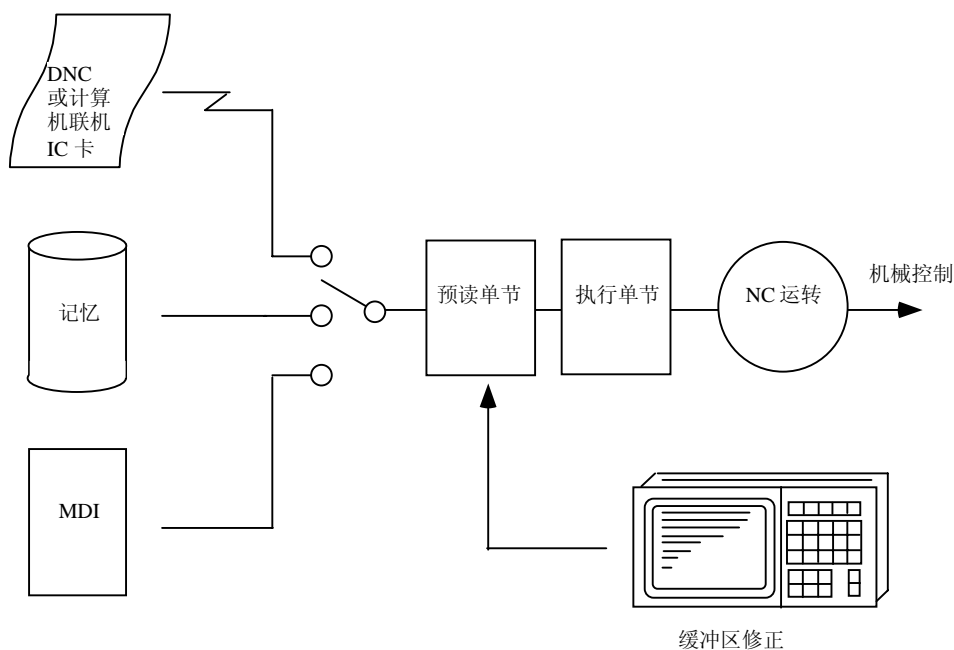 DNC
或计算
机联机
IC 卡
记忆
MDI
预读单节
执行单节
NC 运转
机械控制
缓冲区修正